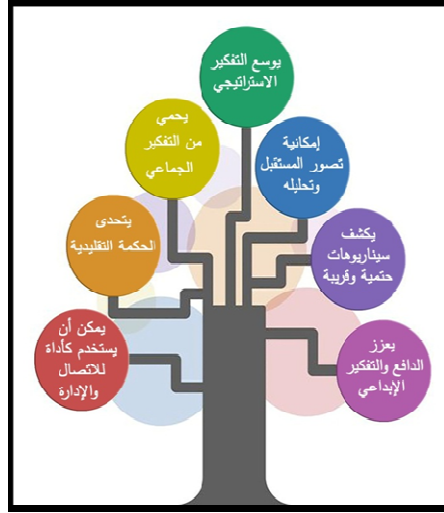 يوسع التفكير
الاستراتيجي
يحمي
من التفكير
الجماعي
إمكانية
تصور المستقبل
وتحليله
يتحدى
الحكمة التقليدية
يكشف
سيناريوهات
حتمية وقريبة
يمكن أن
يستخدم كأداة
للاتصال
والإدارة
يعزز
الدافع والتفكير
الإبداعي